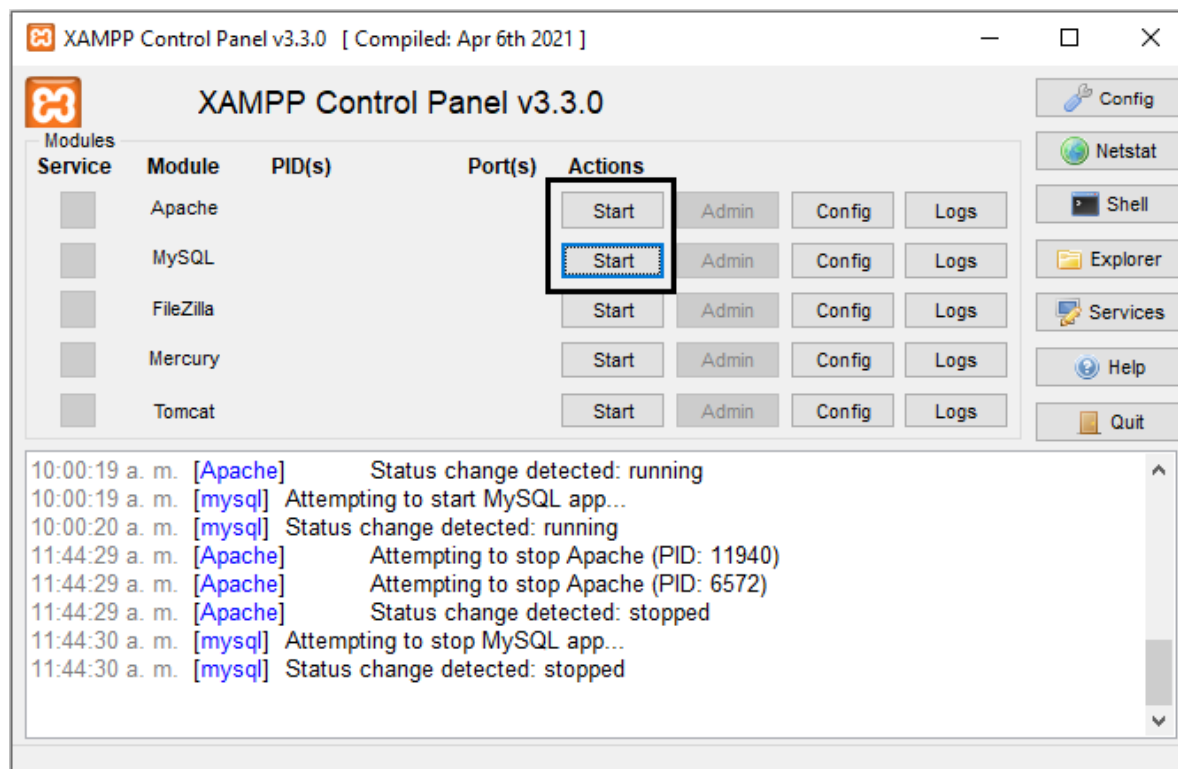 XAMPP Control Panel v3.3.0 [ Compiled: Apr 6th 2021 ]
XAMPP Control Panel v3.3.0
Config
Modules
Service Module PID(s) Port(s) Actions
Netstat
Apache Start Admin Config Logs
Shell
MySQL Start Admin Config Logs
Explorer
FileZilla Start Admin Config Logs
Services
Mercury Start Admin Config Logs
Help
Tomcat Start Admin Config Logs
Quit
10:00:19 a. m. [Apache] Status change detected: running
10:00:19 a. m. [mysql] Attempting to start MySQL app...
10:00:20 a. m. [mysql] Status change detected: running
11:44:29 a. m. [Apache] Attempting to stop Apache (PID: 11940)
11:44:29 a. m. [Apache] Attempting to stop Apache (PID: 6572)
11:44:29 a. m. [Apache] Status change detected: stopped
11:44:30 a. m. [mysql] Attempting to stop MySQL app...
11:44:30 a. m. [mysql] Status change detected: stopped